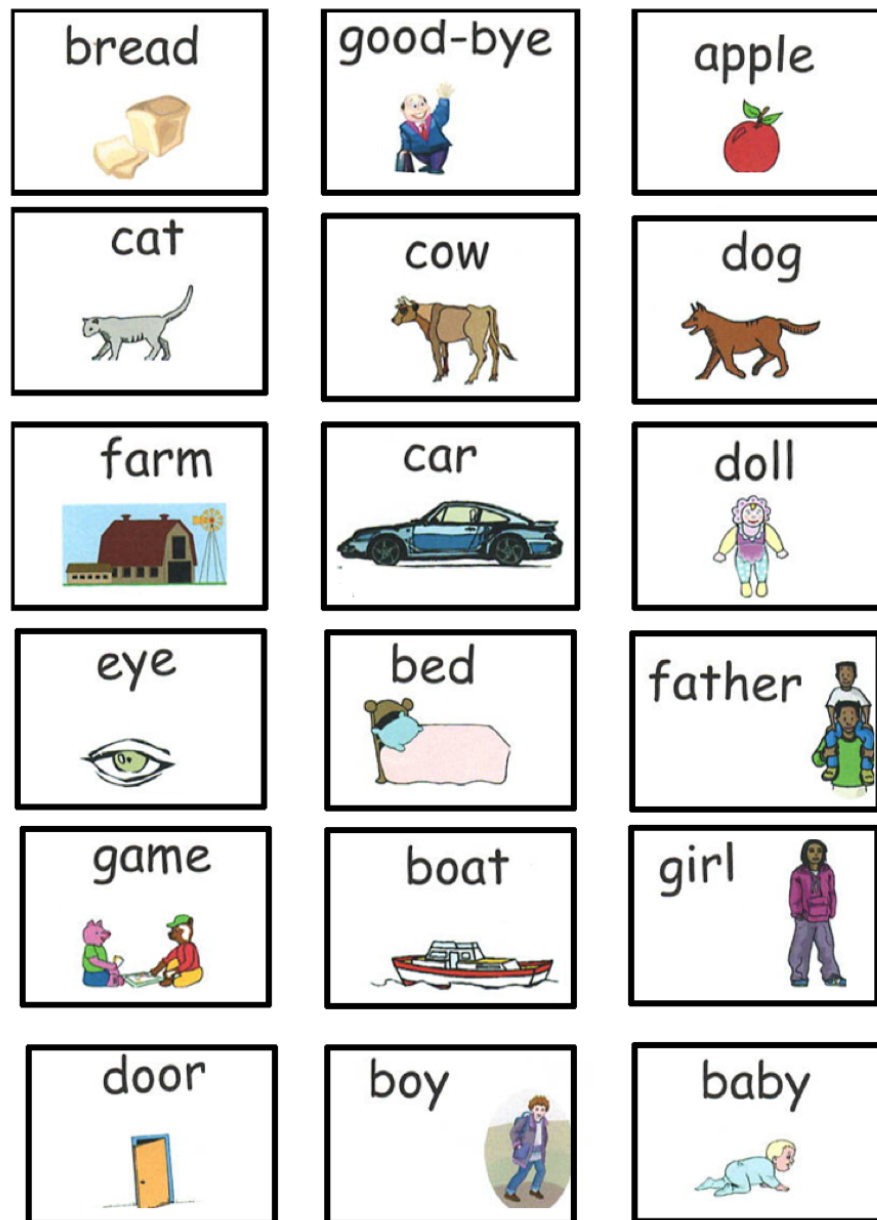 bread
good-bye
apple
cat
cow
dog
farm
car
doll
eye
bed
father
game
boat
girl
door
boy
baby